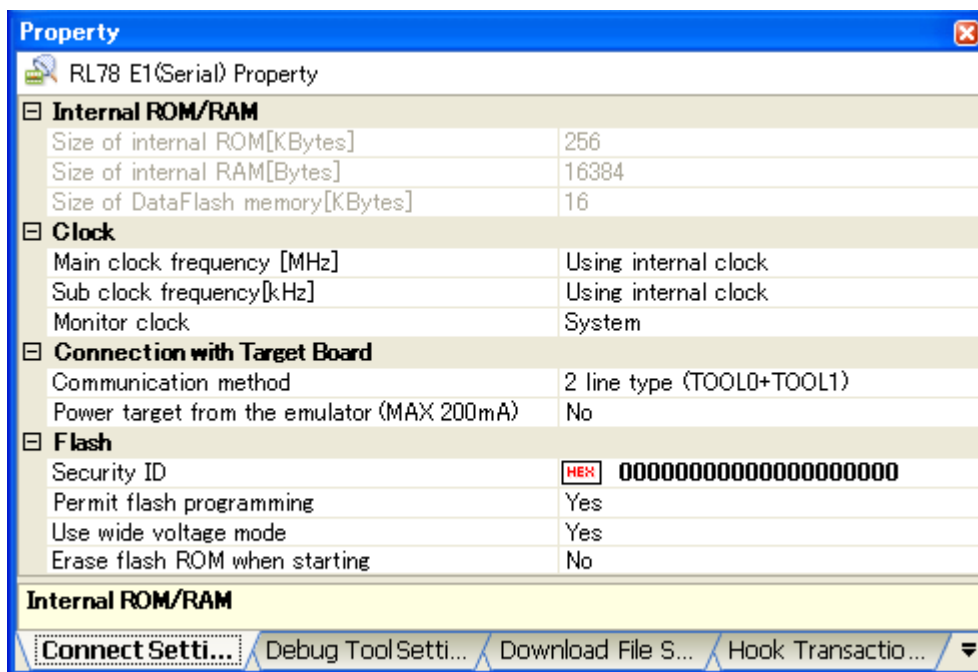 Property
RL78 E1(Serial) Property
Internal ROM/RAM
Size of internal ROM[KBytes] 256
Size of internal RAM[Bytes] 16384
Size of DataFlash memory[KBytes] 16
Clock
Main clock frequency [MHz] Using internal clock
Sub clock frequency[kHz] Using internal clock
Monitor clock System
Connection with Target Board
Communication method 2 line type (TOOL0+TOOL1)
Power target from the emulator (MAX 200mA) No
Flash
Security ID HEX 00000000000000000000
Permit flash programming Yes
Use wide voltage mode Yes
Erase flash ROM when starting No
Internal ROM/RAM
Connect Setti... Debug Tool Setti... Download File S... Hook Transactio...